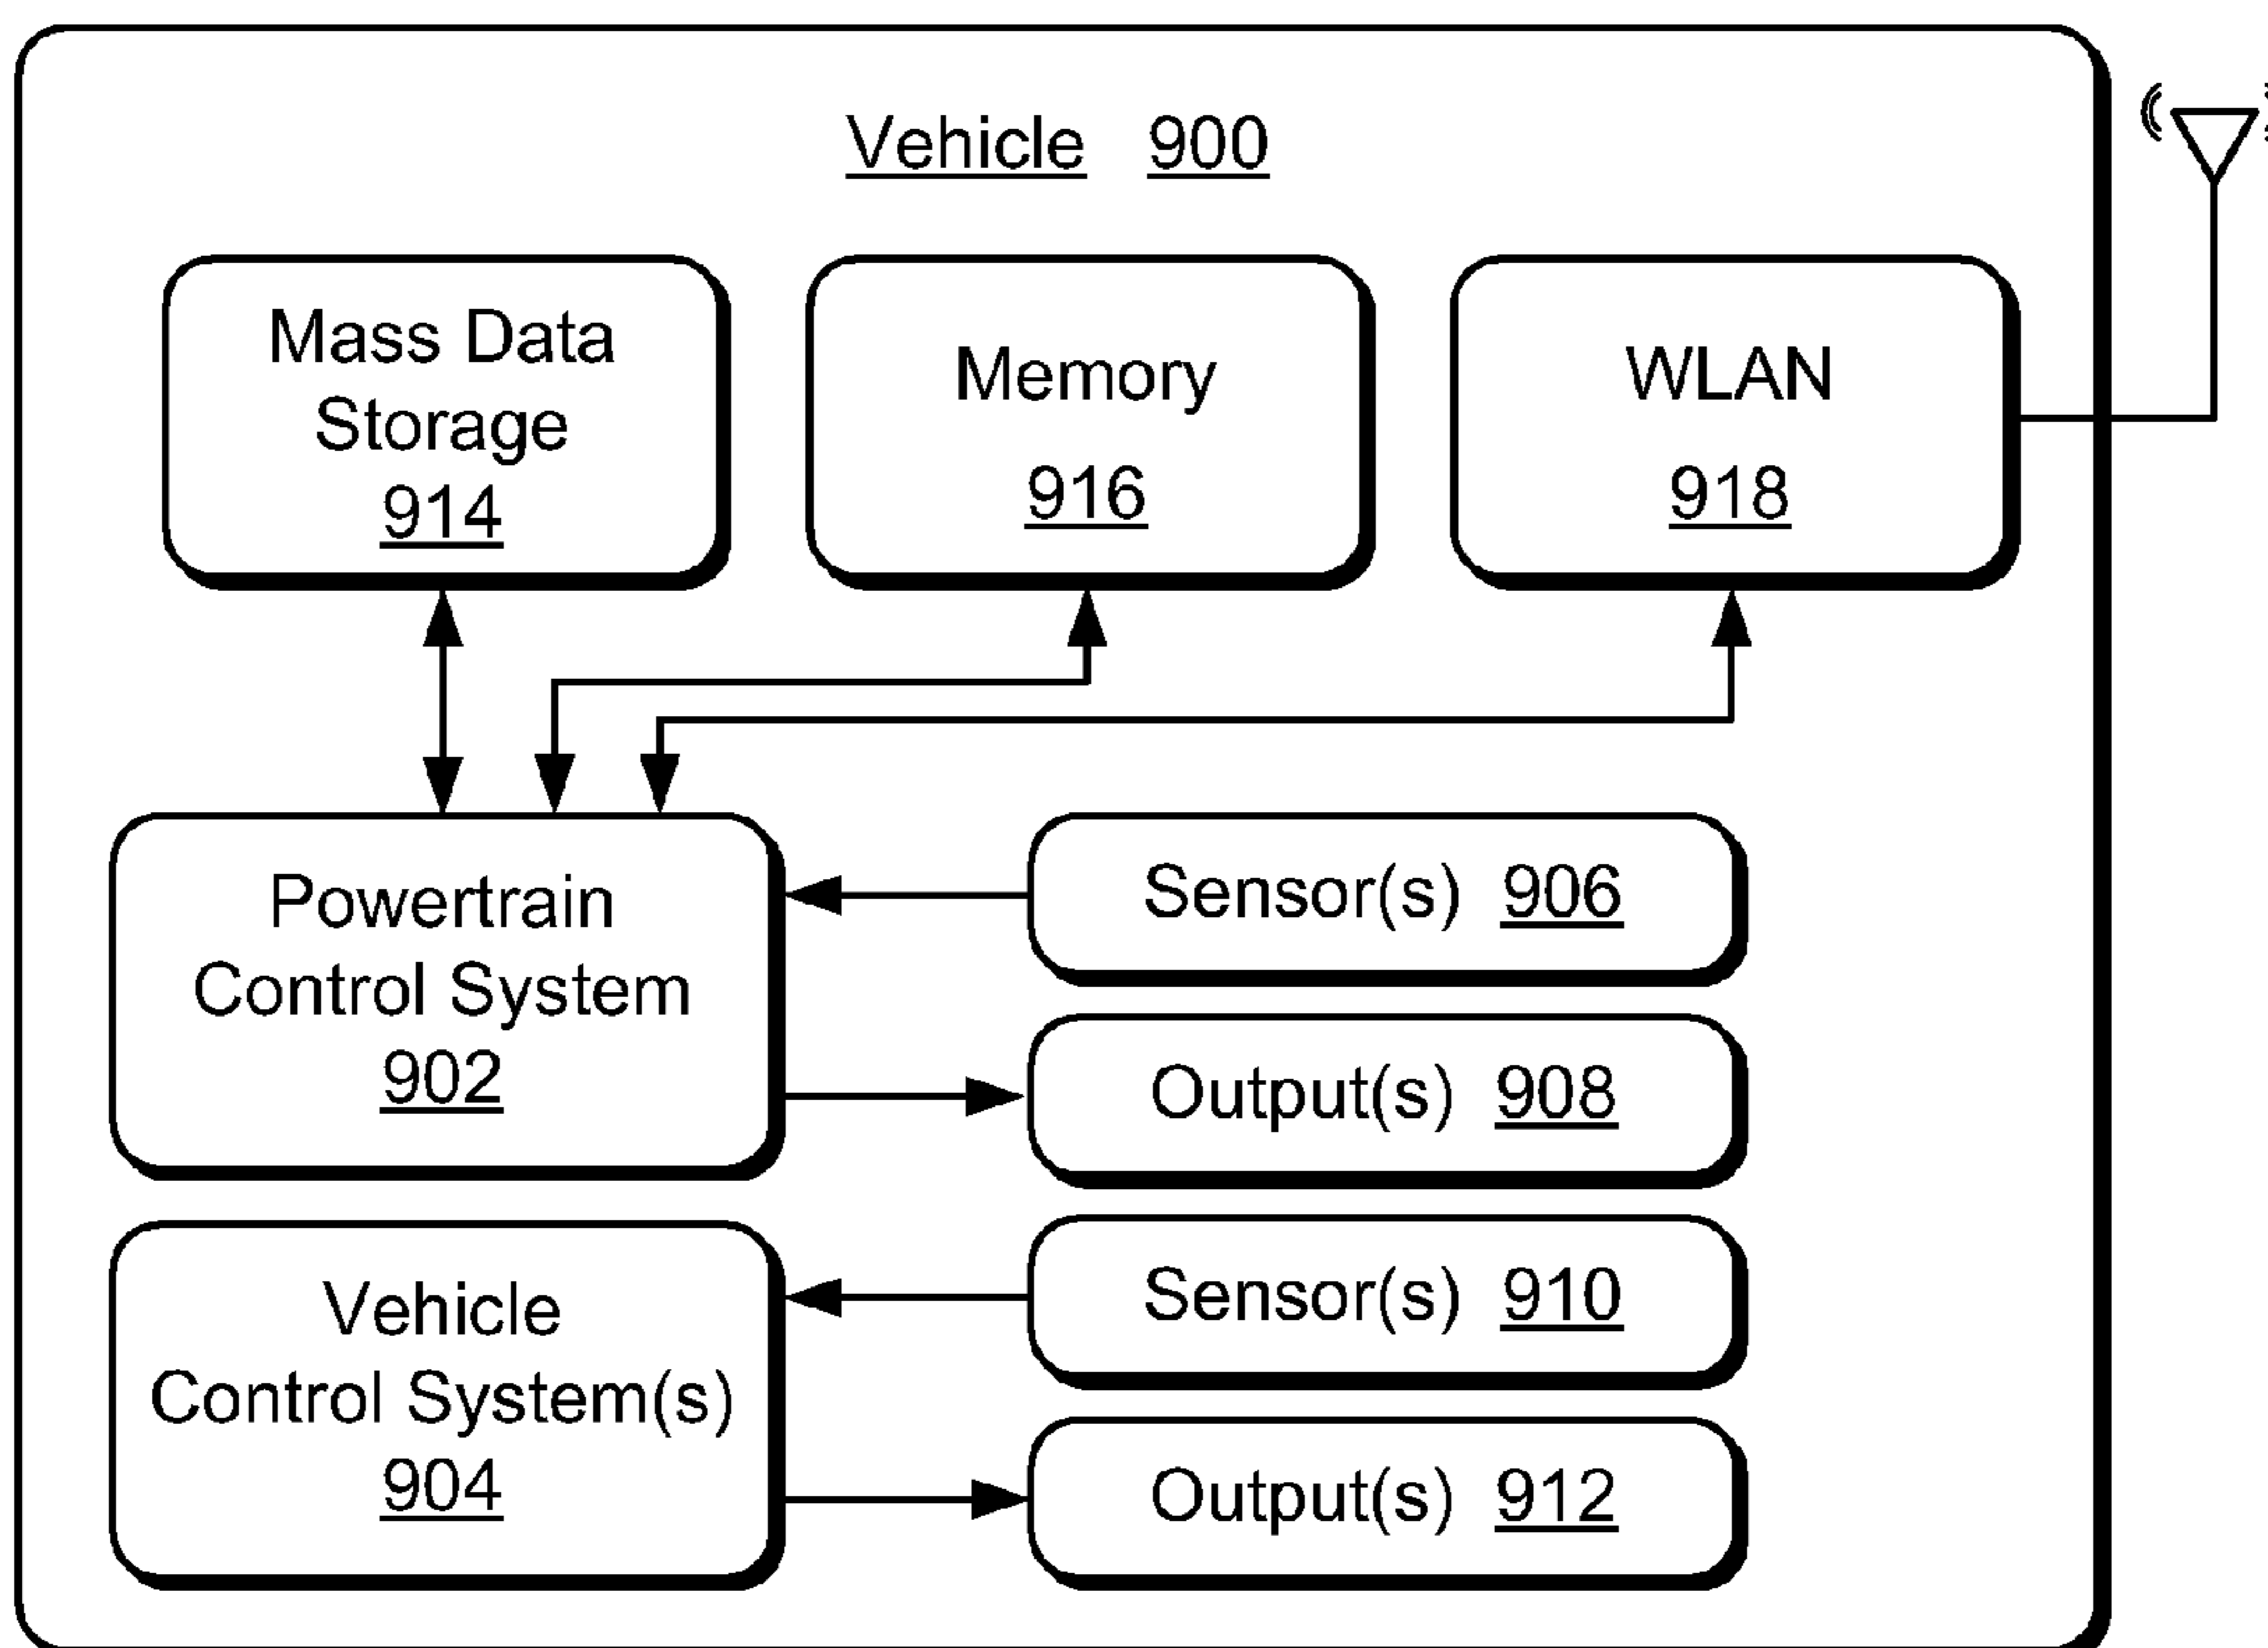 Vehicle 900
Mass Data
Storage
914
Memory
916
WLAN
918
Powertrain
Control System
902
Sensor(s) 906
Output(s) 908
Vehicle
Control System(s)
904
Sensor(s) 910
Output(s) 912